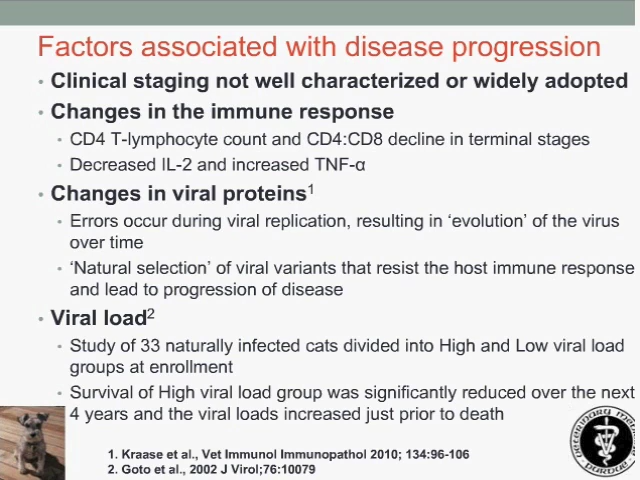 Factors associated with disease progression
• Clinical staging not well characterized or widely adopted
• Changes in the immune response
• CD4 T-lymphocyte count and CD4:CD8 decline in terminal stages
• Decreased IL-2 and increased TNF-α
• Changes in viral proteins¹
• Errors occur during viral replication, resulting in ‘evolution’ of the virus
over time
• ‘Natural selection’ of viral variants that resist the host immune response
and lead to progression of disease
• Viral load²
• Study of 33 naturally infected cats divided into High and Low viral load
groups at enrollment
• Survival of High viral load group was significantly reduced over the next
4 years and the viral loads increased just prior to death
1. Kraase et al., Vet Immunol Immunopathol 2010; 134:96-106
2. Goto et al., 2002 J Virol;76:10079
VETERINARY
PURDUE